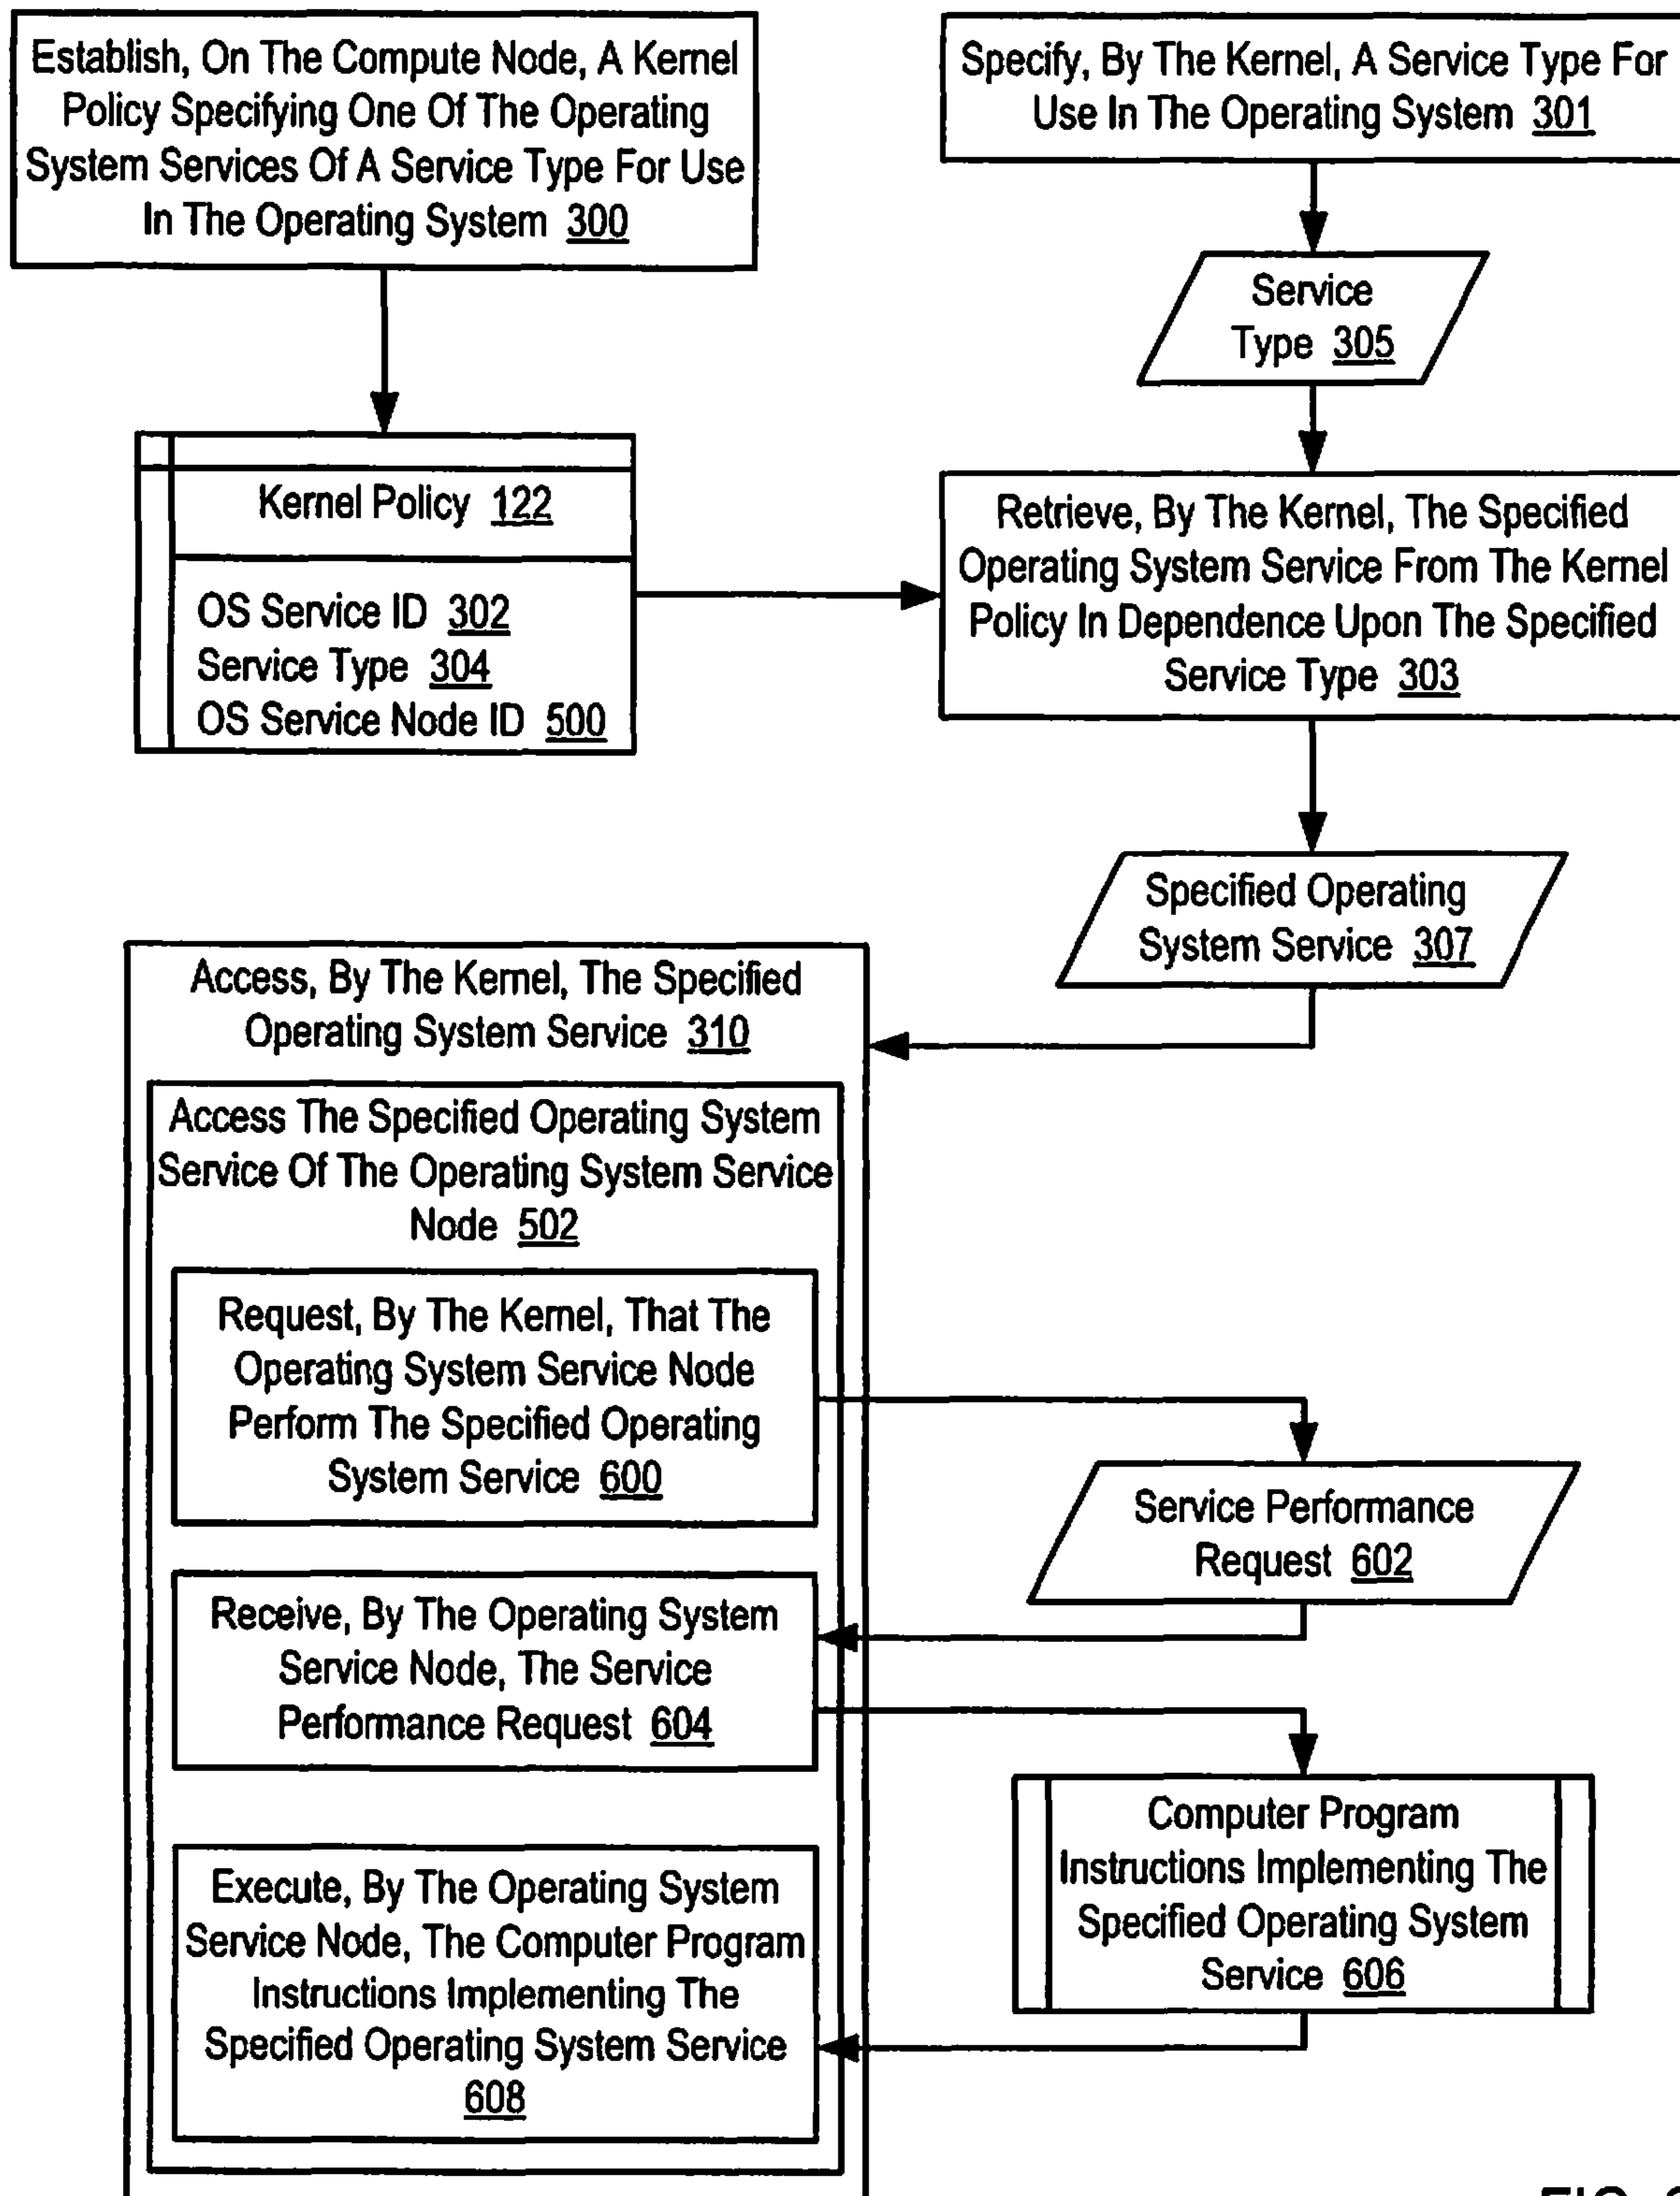 Establish, On The Compute Node, A Kernel
Policy Specifying One Of The Operating
System Services Of A Service Type For Use
In The Operating System 300
Specify, By The Kernel, A Service Type For
Use In The Operating System 301
Service
Type 305
Kernel Policy 122
OS Service ID 302
Service Type 304
OS Service Node ID 500
Retrieve, By The Kernel, The Specified
Operating System Service From The Kernel
Policy In Dependence Upon The Specified
Service Type 303
Specified Operating
System Service 307
Access, By The Kernel, The Specified
Operating System Service 310
Access The Specified Operating System
Service Of The Operating System Service
Node 502
Request, By The Kernel, That The
Operating System Service Node
Perform The Specified Operating
System Service 600
Service Performance
Request 602
Receive, By The Operating System
Service Node, The Service
Performance Request 604
Computer Program
Instructions Implementing The
Specified Operating System
Service 606
Execute, By The Operating System
Service Node, The Computer Program
Instructions Implementing The
Specified Operating System Service
608
FIG.